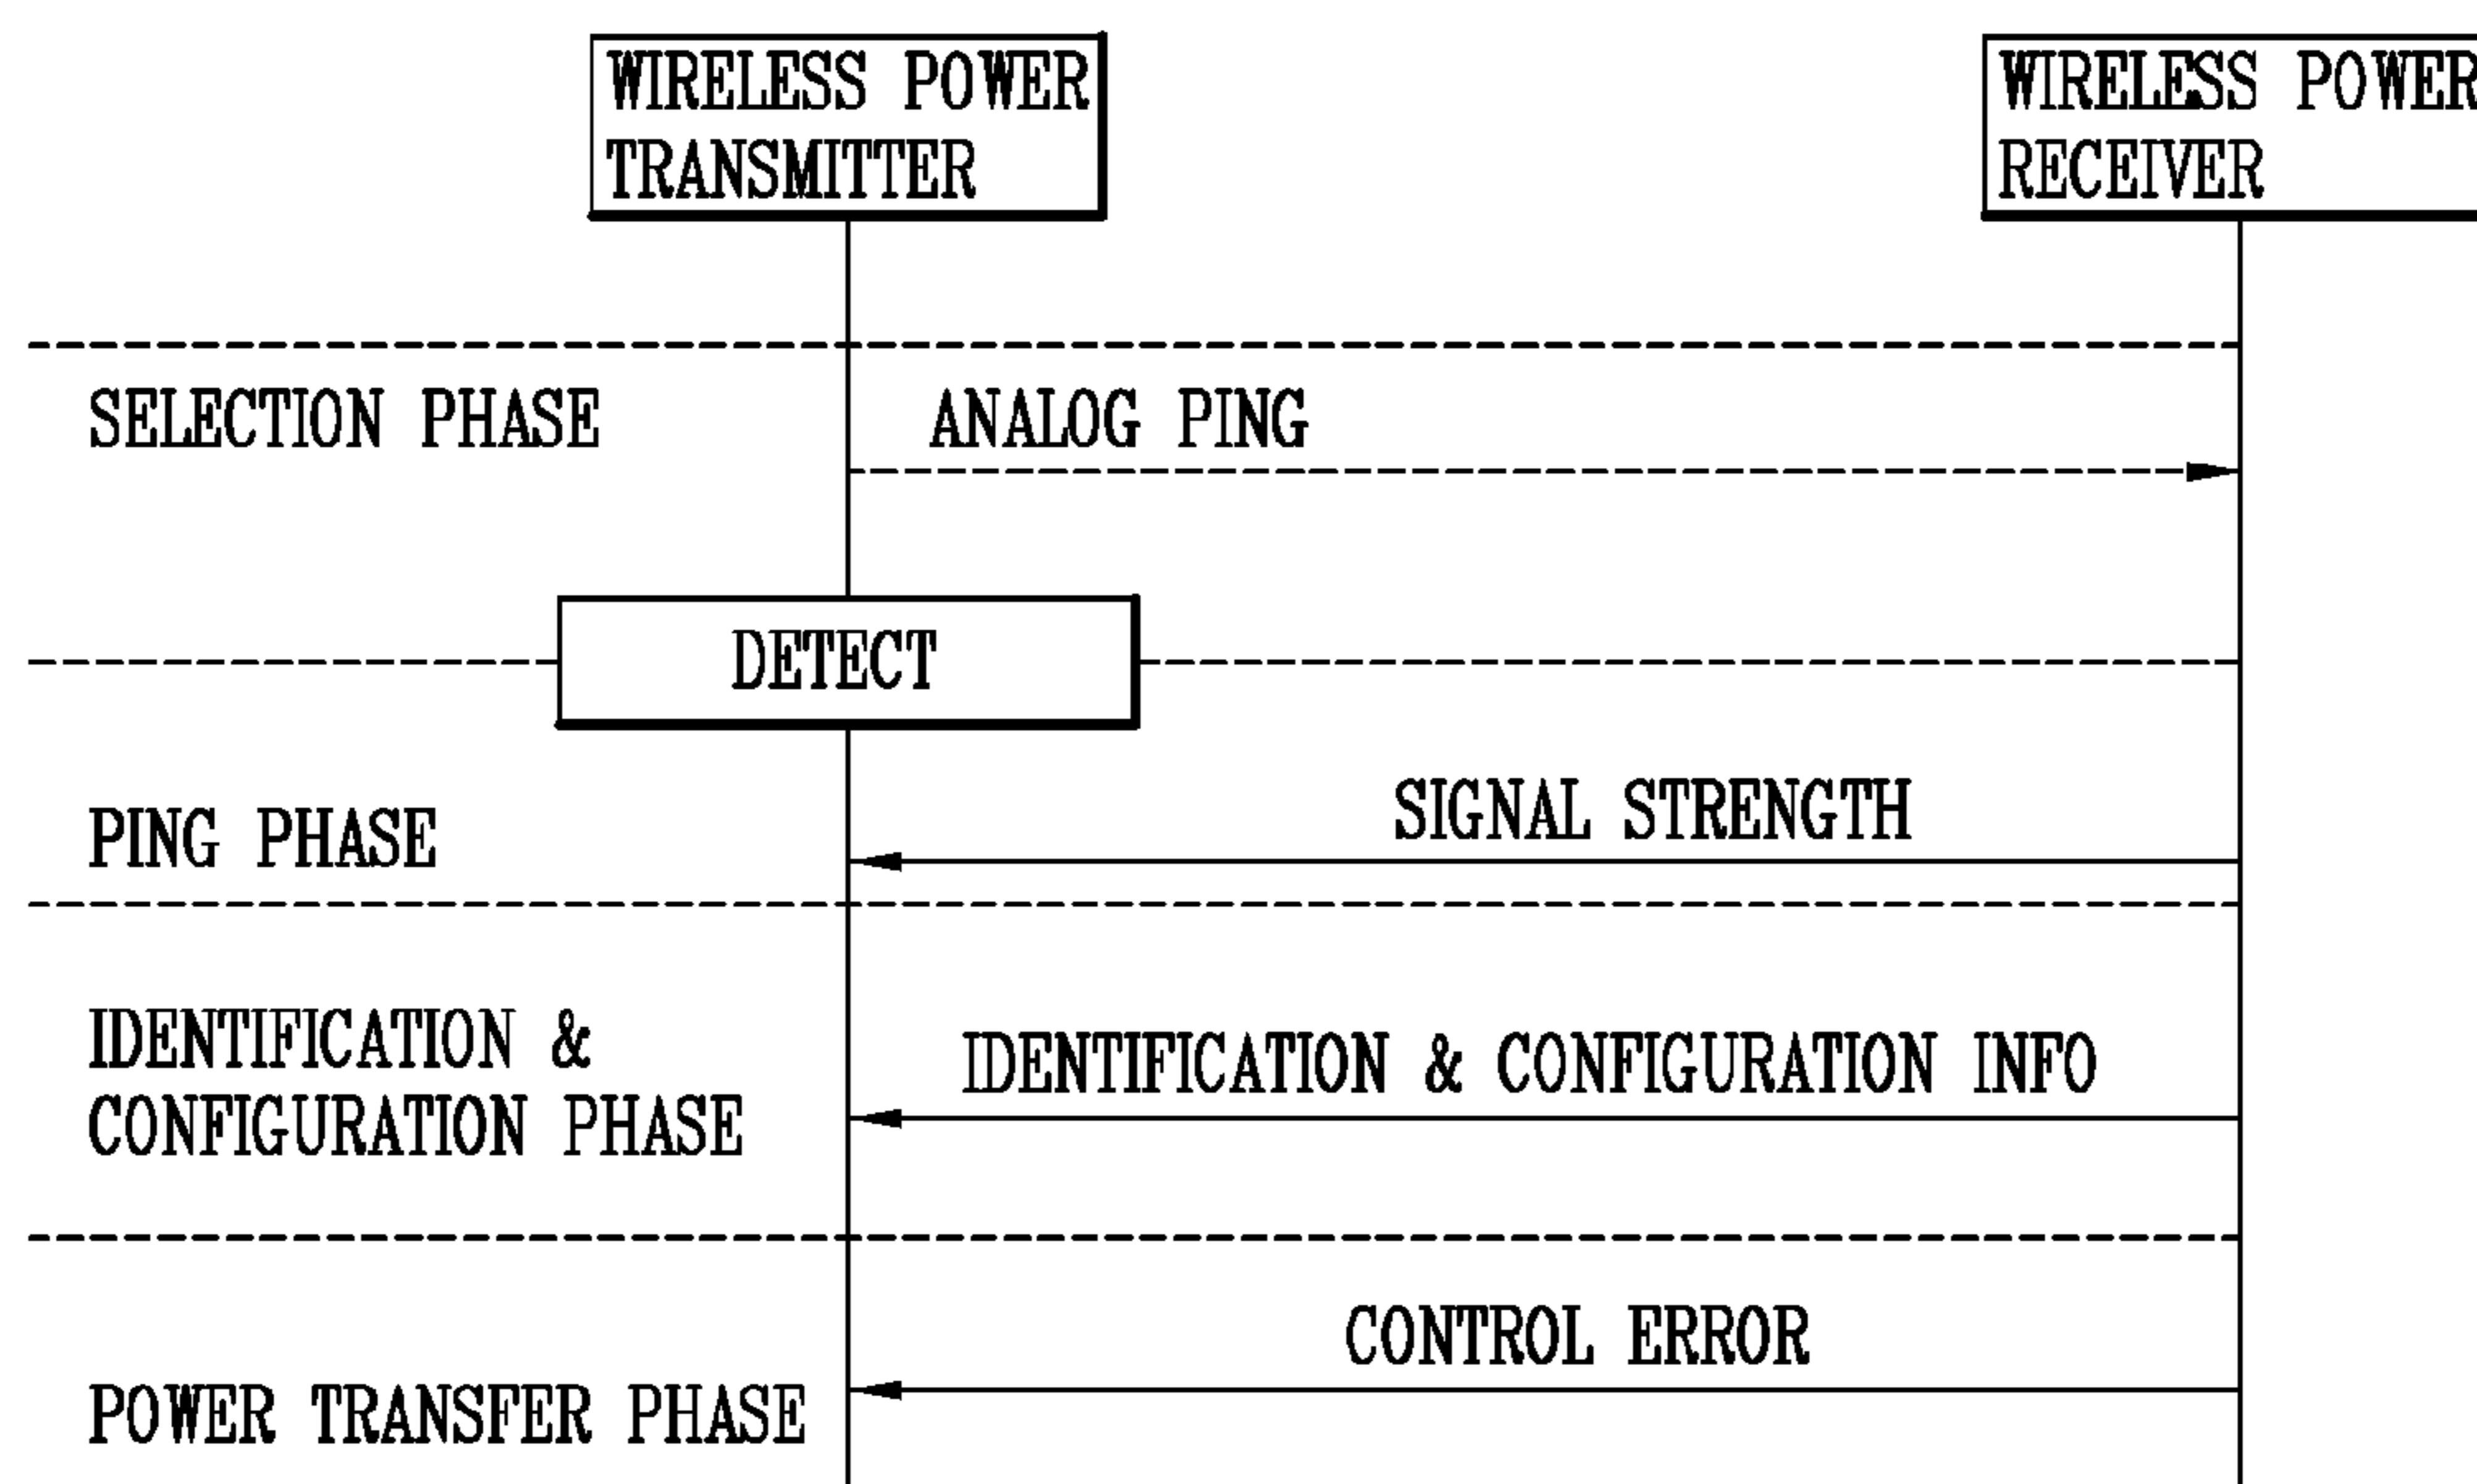 WIRELESS POWER
TRANSMITTER
WIRELESS POWER
RECEIVER
SELECTION PHASE
ANALOG PING
DETECT
SIGNAL STRENGTH
PING PHASE
IDENTIFICATION &
CONFIGURATION PHASE
IDENTIFICATION & CONFIGURATION INFO
CONTROL ERROR
POWER TRANSFER PHASE